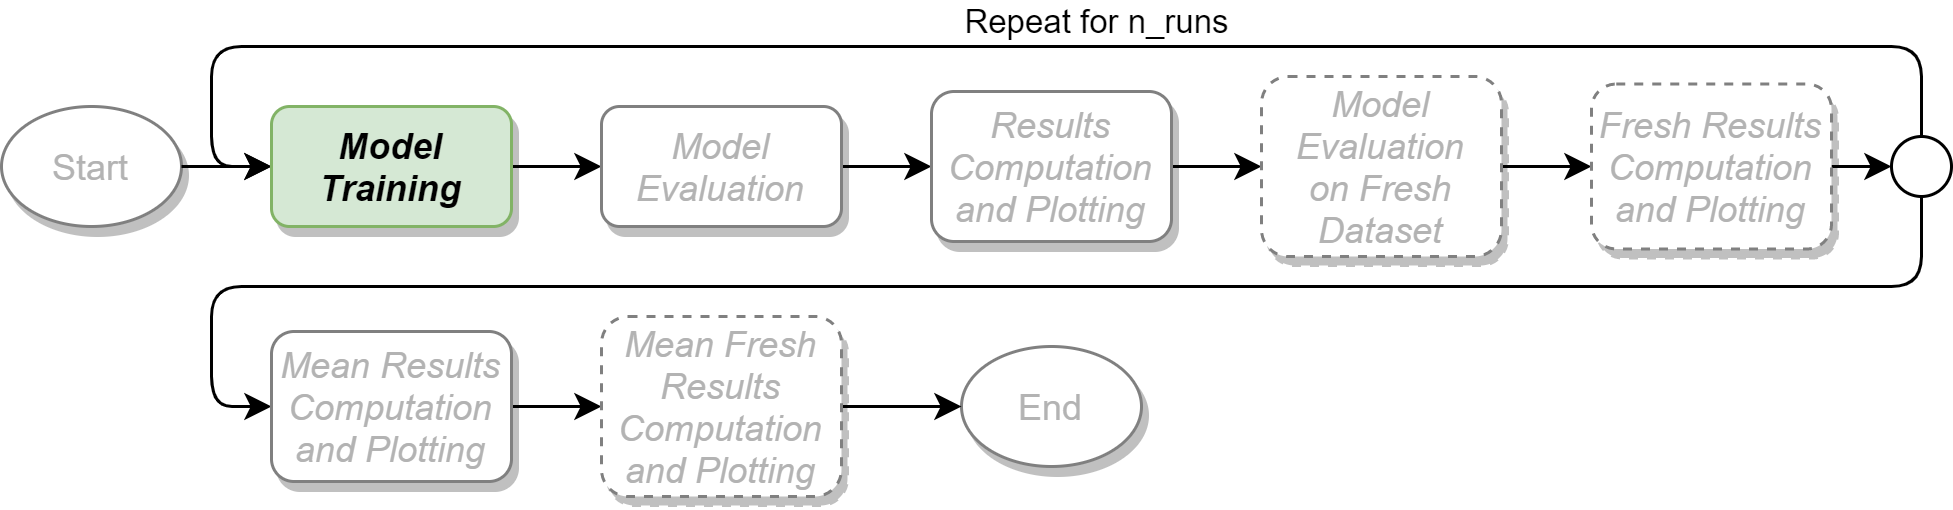 Repeat for n_runs
Start
Model
Training
Model
Evaluation
Results
Computation
and Plotting
Model
Evaluation
on Fresh
Dataset
Fresh Results
Computation
and Plotting
Mean Results
Computation
and Plotting
Mean Fresh
Results
Computation
and Plotting
End